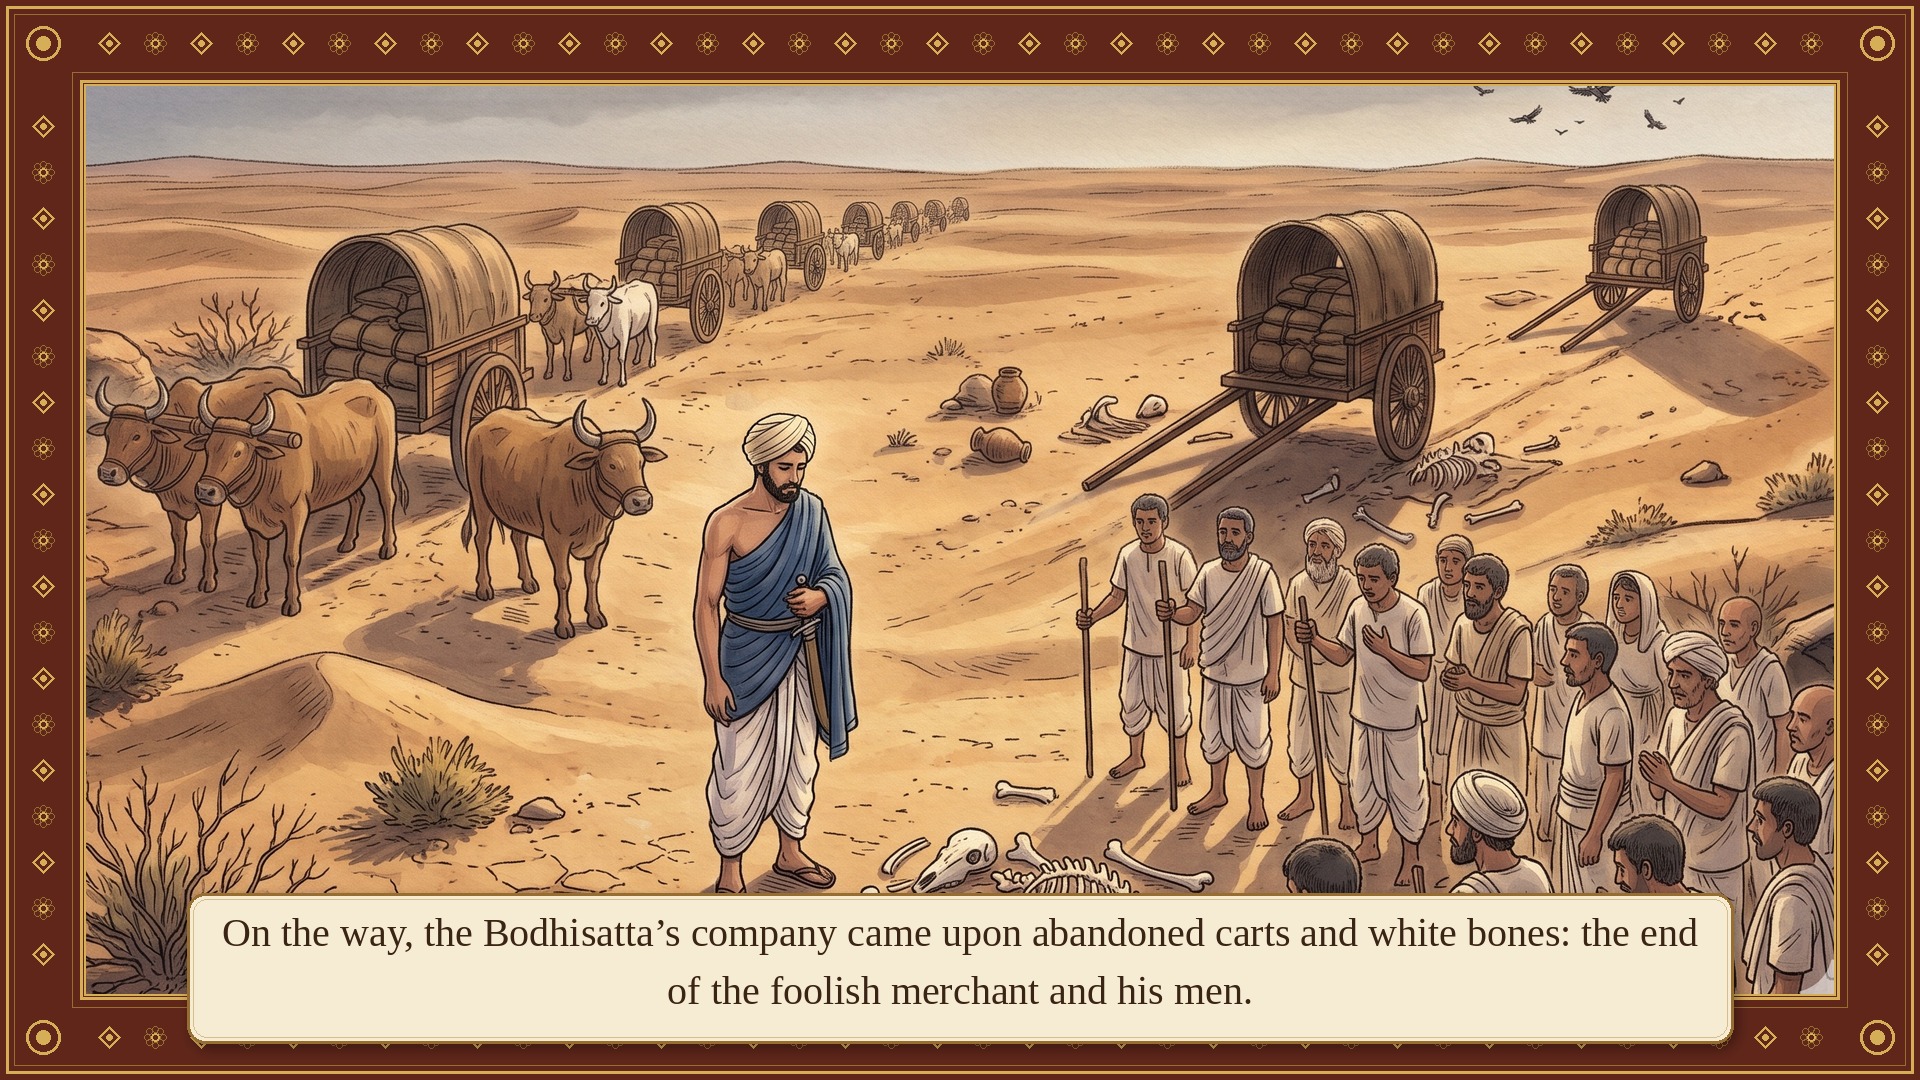 On the way, the Bodhisatta’s company came upon abandoned carts and white bones: the end
of the foolish merchant and his men.